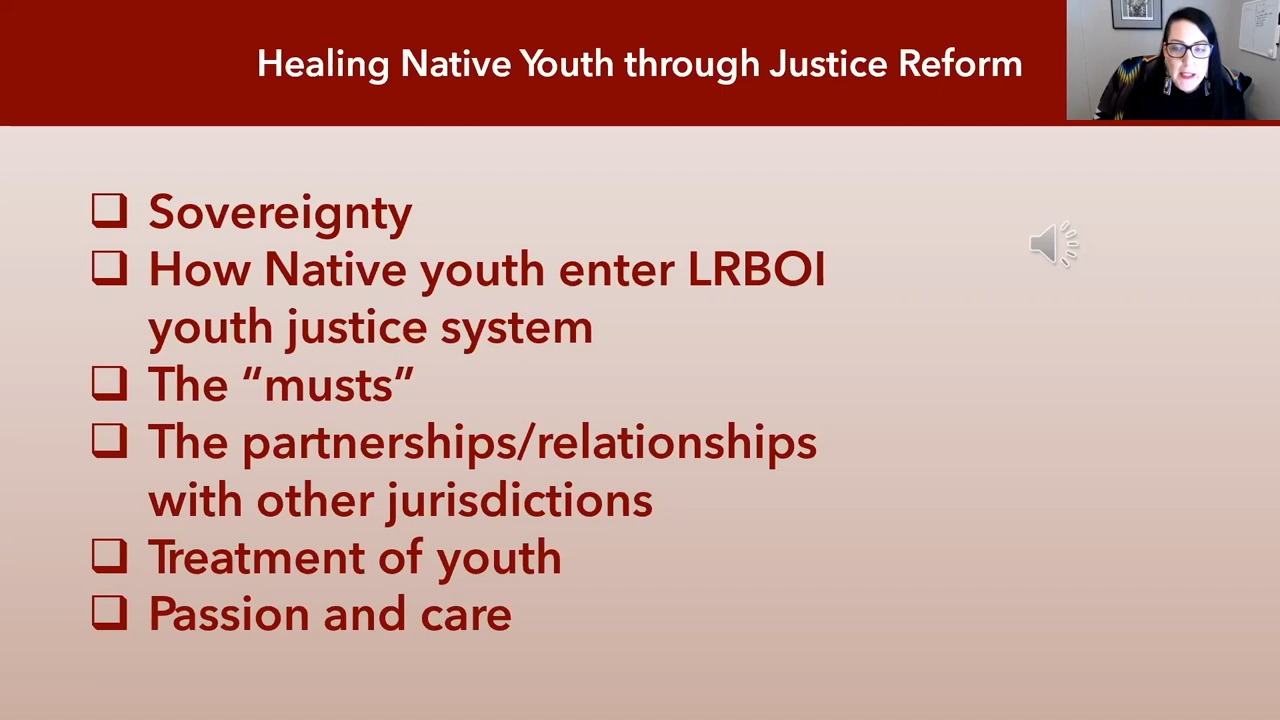 Healing Native Youth through Justice Reform
Sovereignty
How Native youth enter LRBOI
youth justice system
The “musts”
The partnerships/relationships
with other jurisdictions
Treatment of youth
Passion and care